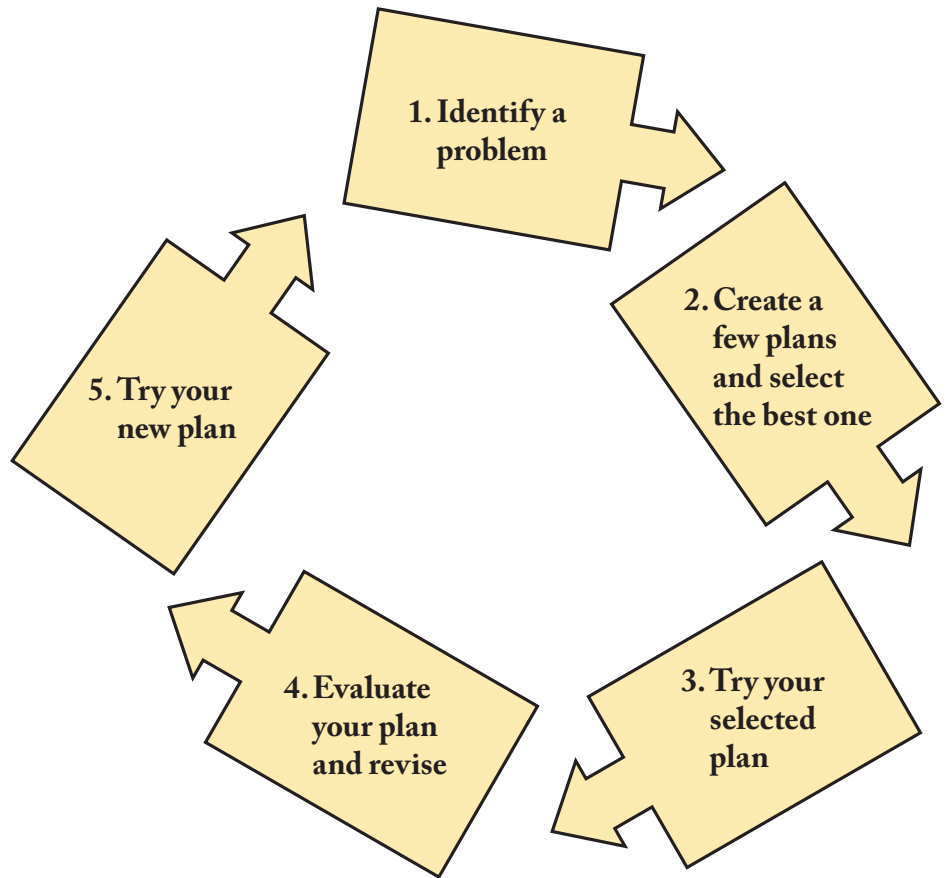 1. Identify a
problem
2. Create a
few plans
and select
the best one
3. Try your
selected
plan
4. Evaluate
your plan
and revise
5. Try your
new plan